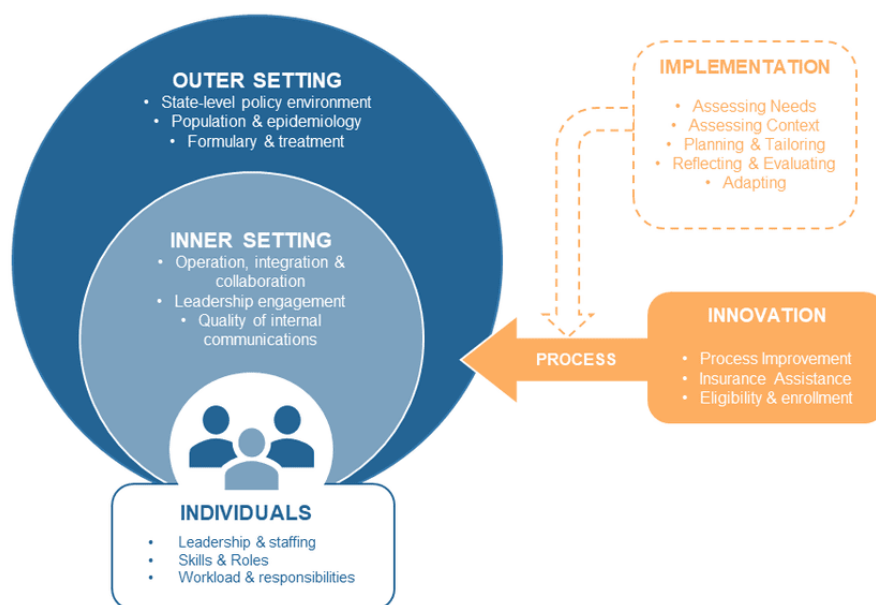 OUTER SETTING
• State-level policy environment
• Population & epidemiology
• Formulary & treatment
INNER SETTING
• Operation, integration &
collaboration
• Leadership engagement
• Quality of internal
communications
INDIVIDUALS
• Leadership & staffing
• Skills & Roles
• Workload & responsibilities
IMPLEMENTATION
• Assessing Needs
• Assessing Context
• Planning & Tailoring
• Reflecting & Evaluating
• Adapting
PROCESS
INNOVATION
• Process Improvement
• Insurance Assistance
• Eligibility & enrollment